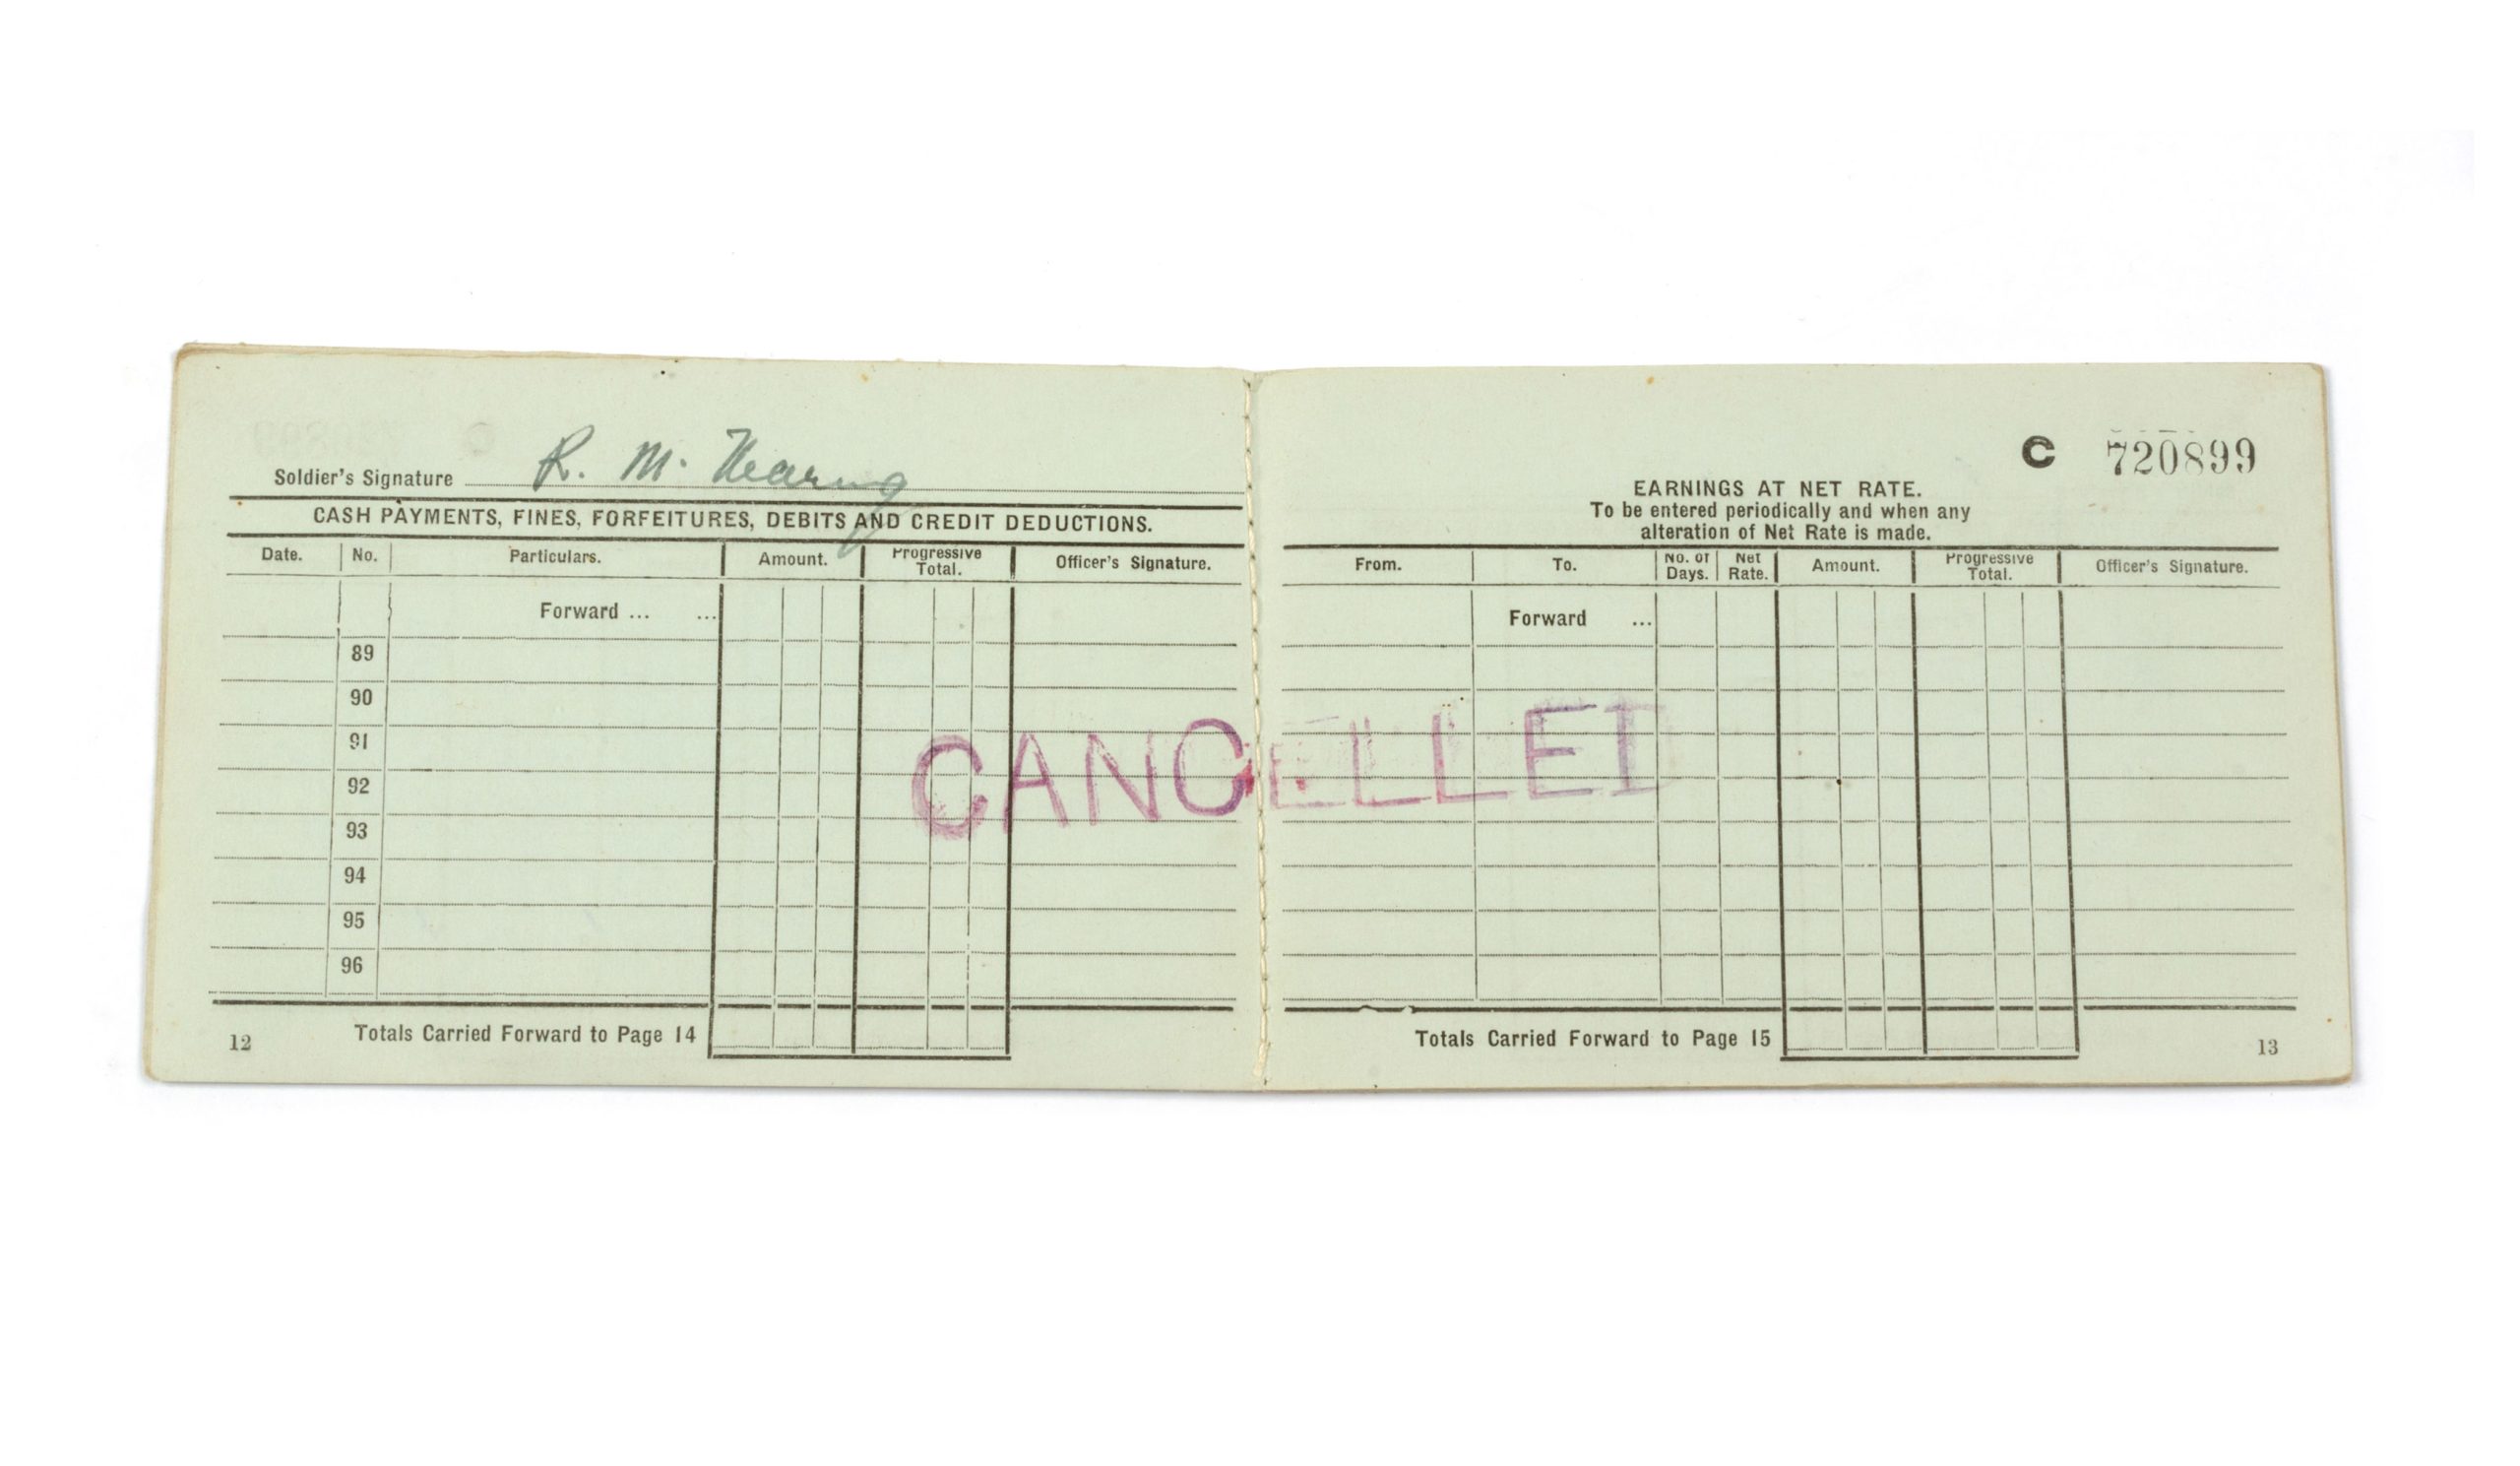 Soldier's Signature R. M.
CASH PAYMENTS, FINES, FORFEITURES, DEBITS AND CREDIT DEDUCTIONS.
Date. No. Particulars. Amount. Progressive Total. Officer's Signature.
Forward ... ...
89
90
91
92
93
94
95
96
Totals Carried Forward to Page 14
12
C 720899
EARNINGS AT NET RATE.
To be entered periodically and when any
alteration of Net Rate is made.
From. To. No. of Days. Net Rate. Amount. Progressive Total. Officer's Signature.
Forward ...
Totals Carried Forward to Page 15
13
CANCELLED